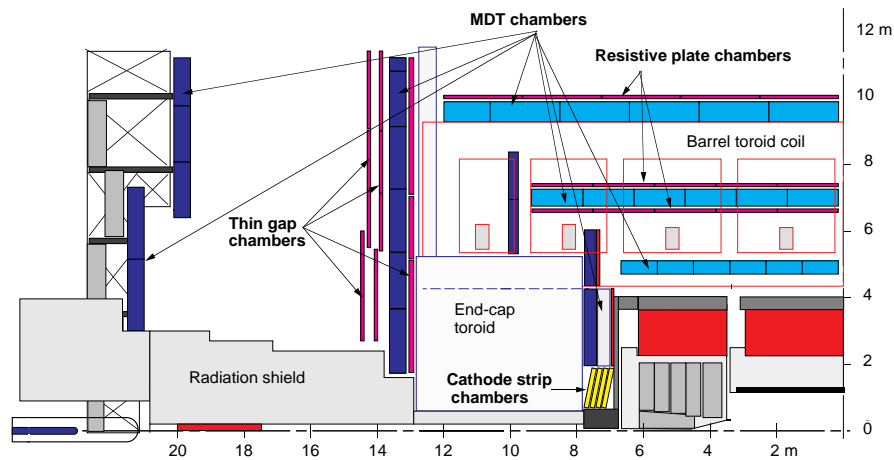 MDT chambers
12 m
Resistive plate chambers
10
Barrel toroid coil
8
Thin gap
chambers
6
4
End-cap
toroid
2
Radiation shield
Cathode strip
chambers
0
20 18 16 14 12 10 8 6 4 2 m